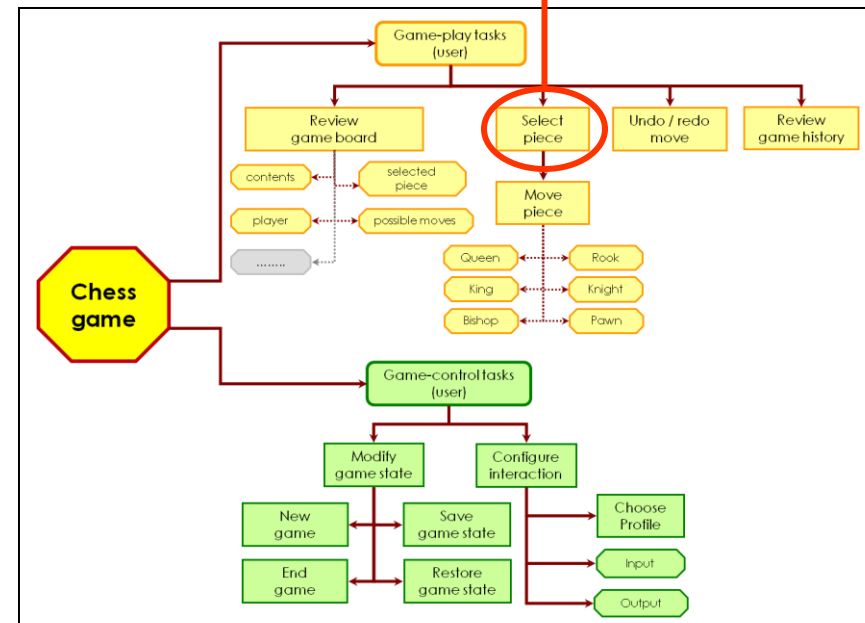 Game-play tasks
(user)
Review
game board
Select
piece
Undo / redo
move
Review
game history
contents
selected
piece
player
possible moves
........
Move
piece
Queen
Rook
King
Knight
Bishop
Pawn
Chess
game
Game-control tasks
(user)
Modify
game state
Configure
interaction
New
game
Save
game state
End
game
Restore
game state
Choose
Profile
Input
Output